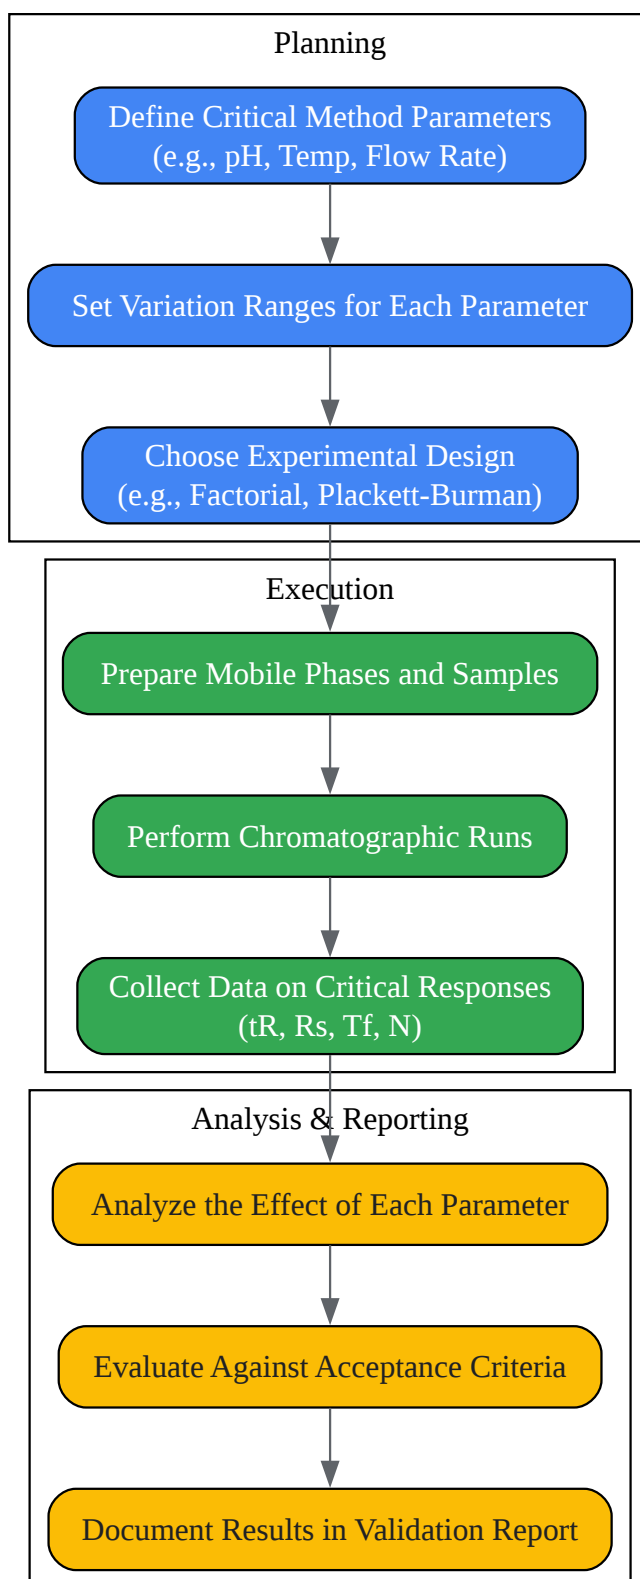 Planning
Define Critical Method Parameters
(e.g., pH, Temp, Flow Rate)
Set Variation Ranges for Each Parameter
Choose Experimental Design
(e.g., Factorial, Plackett-Burman)
Execution
Prepare Mobile Phases and Samples
Perform Chromatographic Runs
Collect Data on Critical Responses
(tR, Rs, Tf, N)
Analysis & Reporting
Analyze the Effect of Each Parameter
Evaluate Against Acceptance Criteria
Document Results in Validation Report